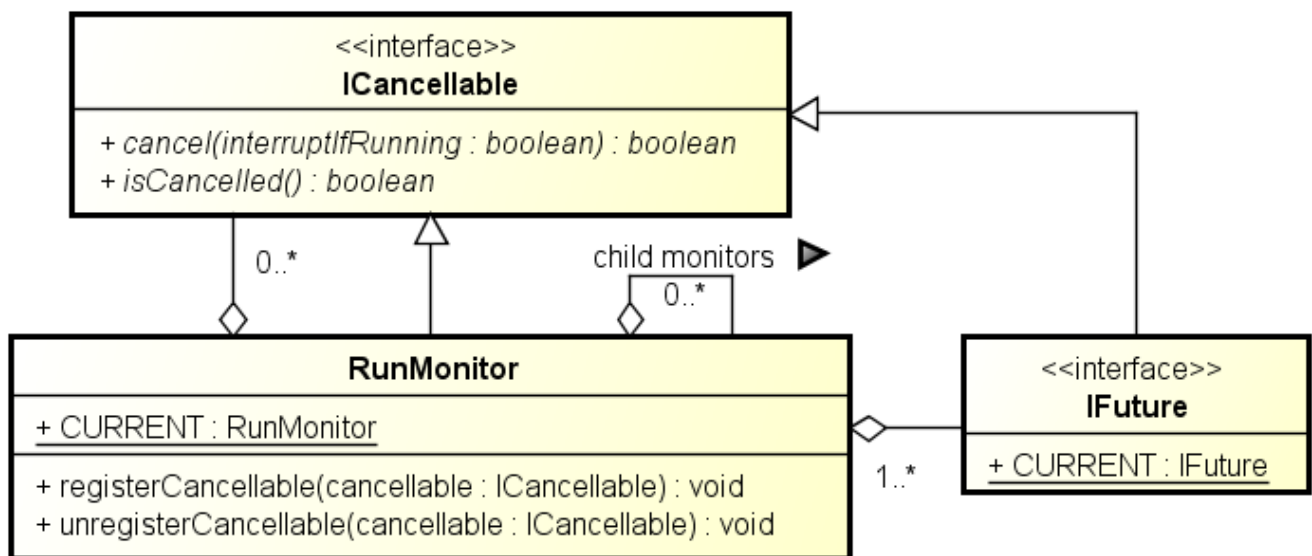 <<interface>>
ICancellable
+ cancel(interruptIfRunning : boolean) : boolean
+ isCancelled() : boolean
0..*
child monitors
0..*
RunMonitor
+ CURRENT : RunMonitor
+ registerCancellable(cancellable : ICancellable) : void
+ unregisterCancellable(cancellable : ICancellable) : void
1..*
<<interface>>
IFuture
+ CURRENT : IFuture